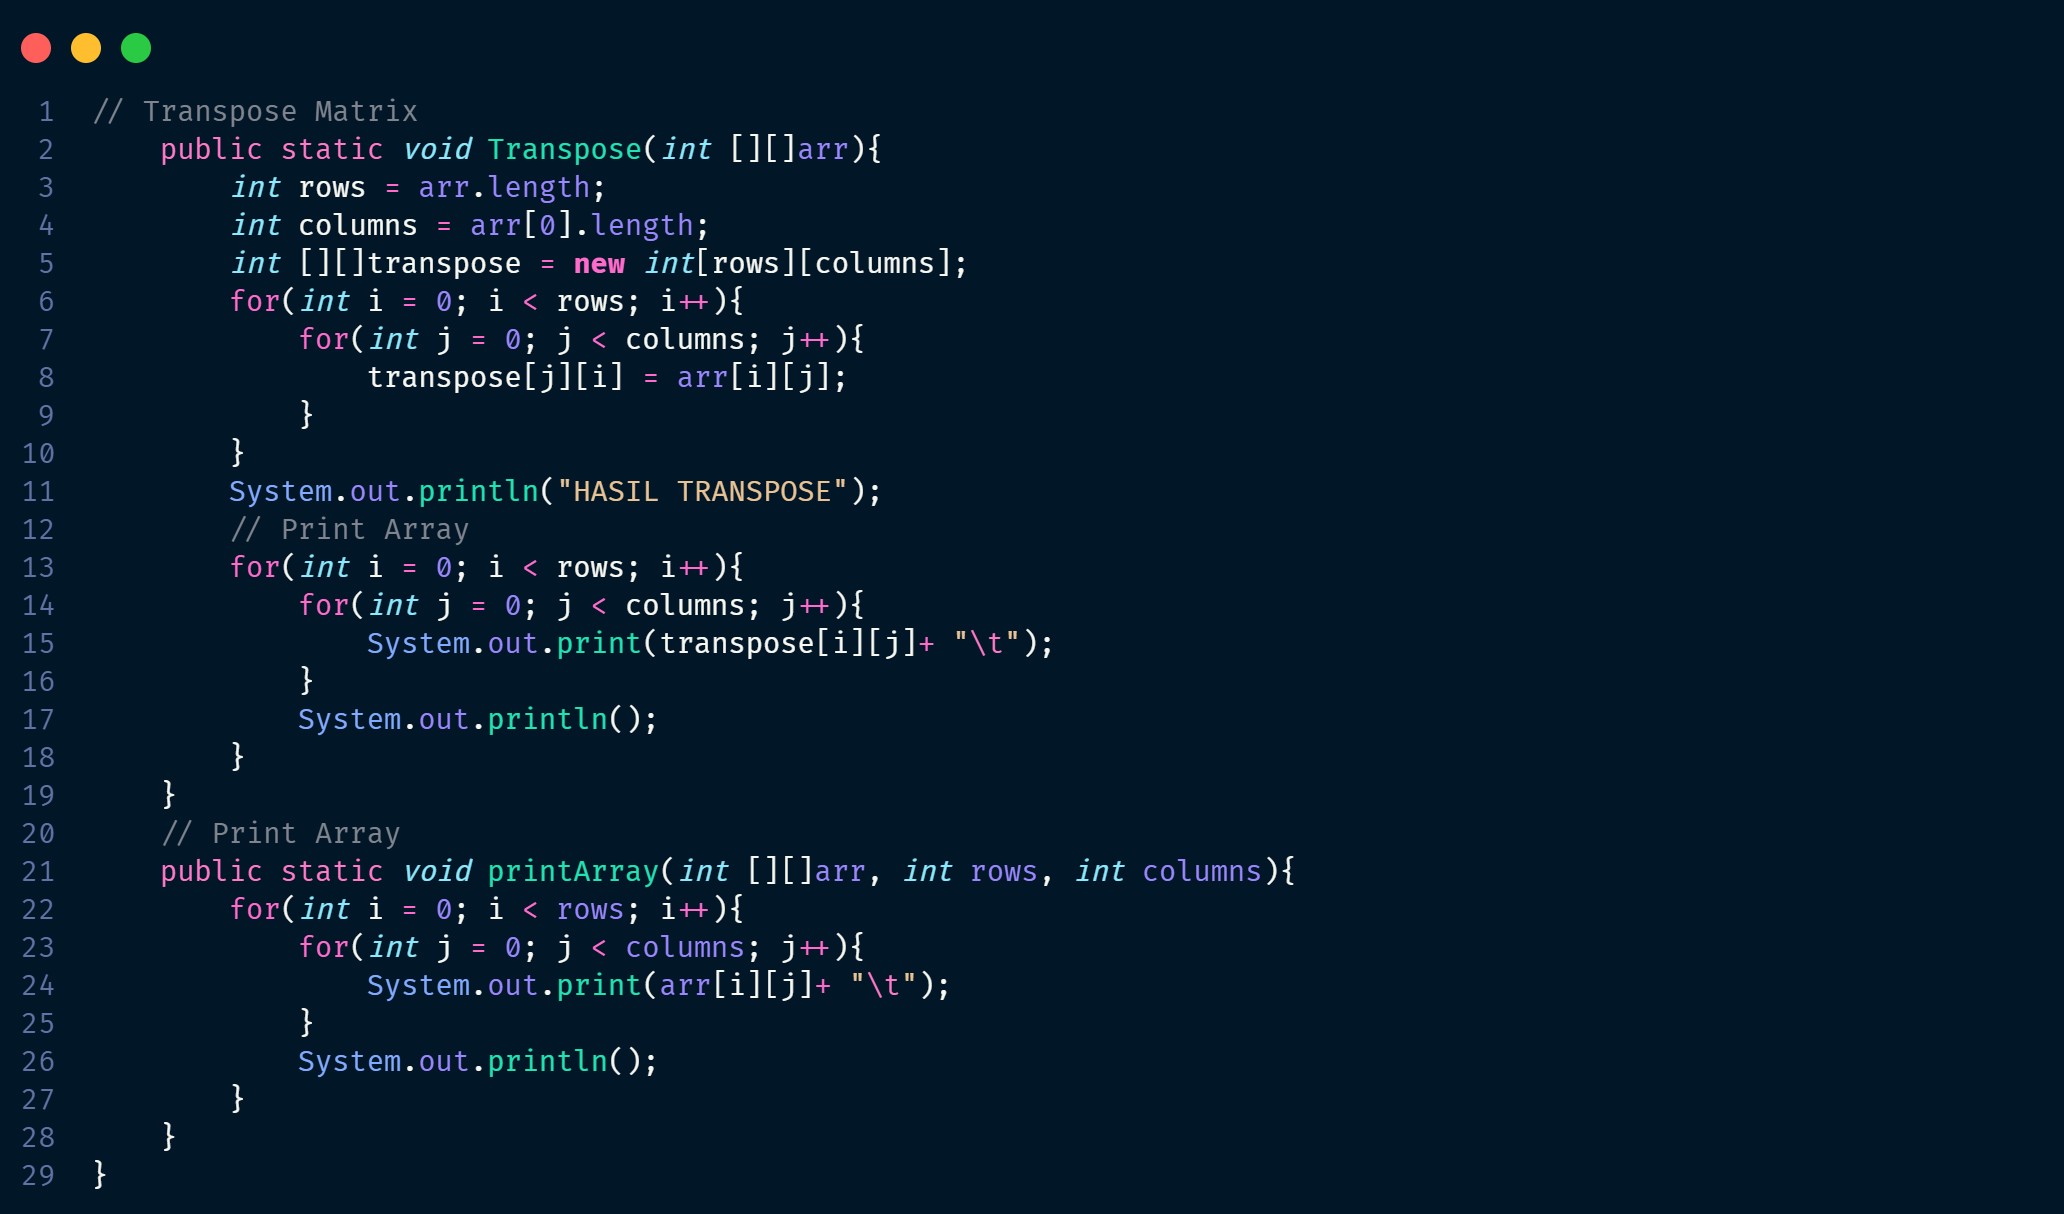 1 // Transpose Matrix
2     public static void Transpose(int [][]arr){
3         int rows = arr.length;
4         int columns = arr[0].length;
5         int [][]transpose = new int[rows][columns];
6         for(int i = 0; i < rows; i++){
7             for(int j = 0; j < columns; j++){
8                 transpose[j][i] = arr[i][j];
9             }
10         }
11         System.out.println("HASIL TRANSPOSE");
12         // Print Array
13         for(int i = 0; i < rows; i++){
14             for(int j = 0; j < columns; j++){
15                 System.out.print(transpose[i][j]+ "\t");
16             }
17             System.out.println();
18         }
19     }
20     // Print Array
21     public static void printArray(int [][]arr, int rows, int columns){
22         for(int i = 0; i < rows; i++){
23             for(int j = 0; j < columns; j++){
24                 System.out.print(arr[i][j]+ "\t");
25             }
26             System.out.println();
27         }
28     }
29 }